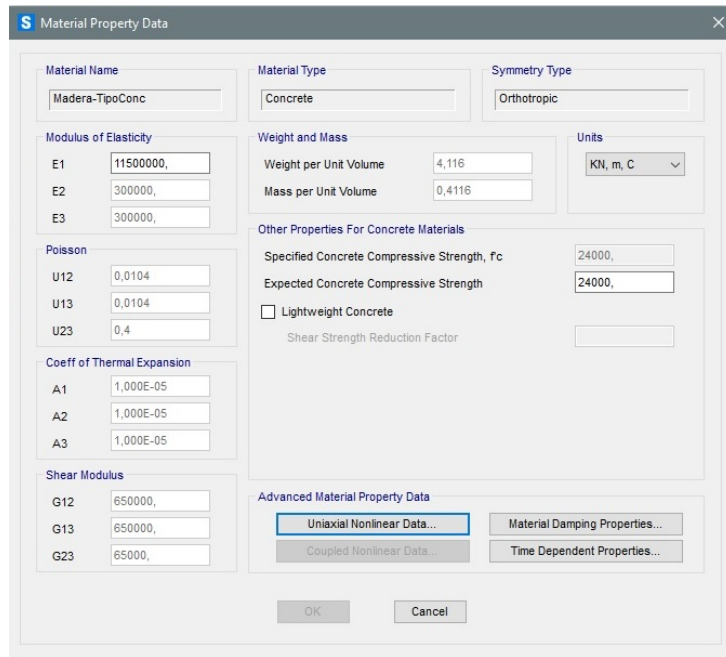 S Material Property Data
Material Name
Madera-TipoConc
Material Type
Concrete
Symmetry Type
Orthotropic
Modulus of Elasticity
E1 11500000,
E2 300000,
E3 300000,
Weight and Mass
Weight per Unit Volume 4,116
Mass per Unit Volume 0,4116
Units
KN, m, C
Poisson
U12 0,0104
U13 0,0104
U23 0,4
Other Properties For Concrete Materials
Specified Concrete Compressive Strength, f'c 24000,
Expected Concrete Compressive Strength 24000,
Lightweight Concrete
Shear Strength Reduction Factor
Coeff of Thermal Expansion
A1 1,000E-05
A2 1,000E-05
A3 1,000E-05
Shear Modulus
G12 650000,
G13 650000,
G23 65000,
Advanced Material Property Data
Uniaxial Nonlinear Data... Material Damping Properties...
Coupled Nonlinear Data... Time Dependent Properties...
OK Cancel